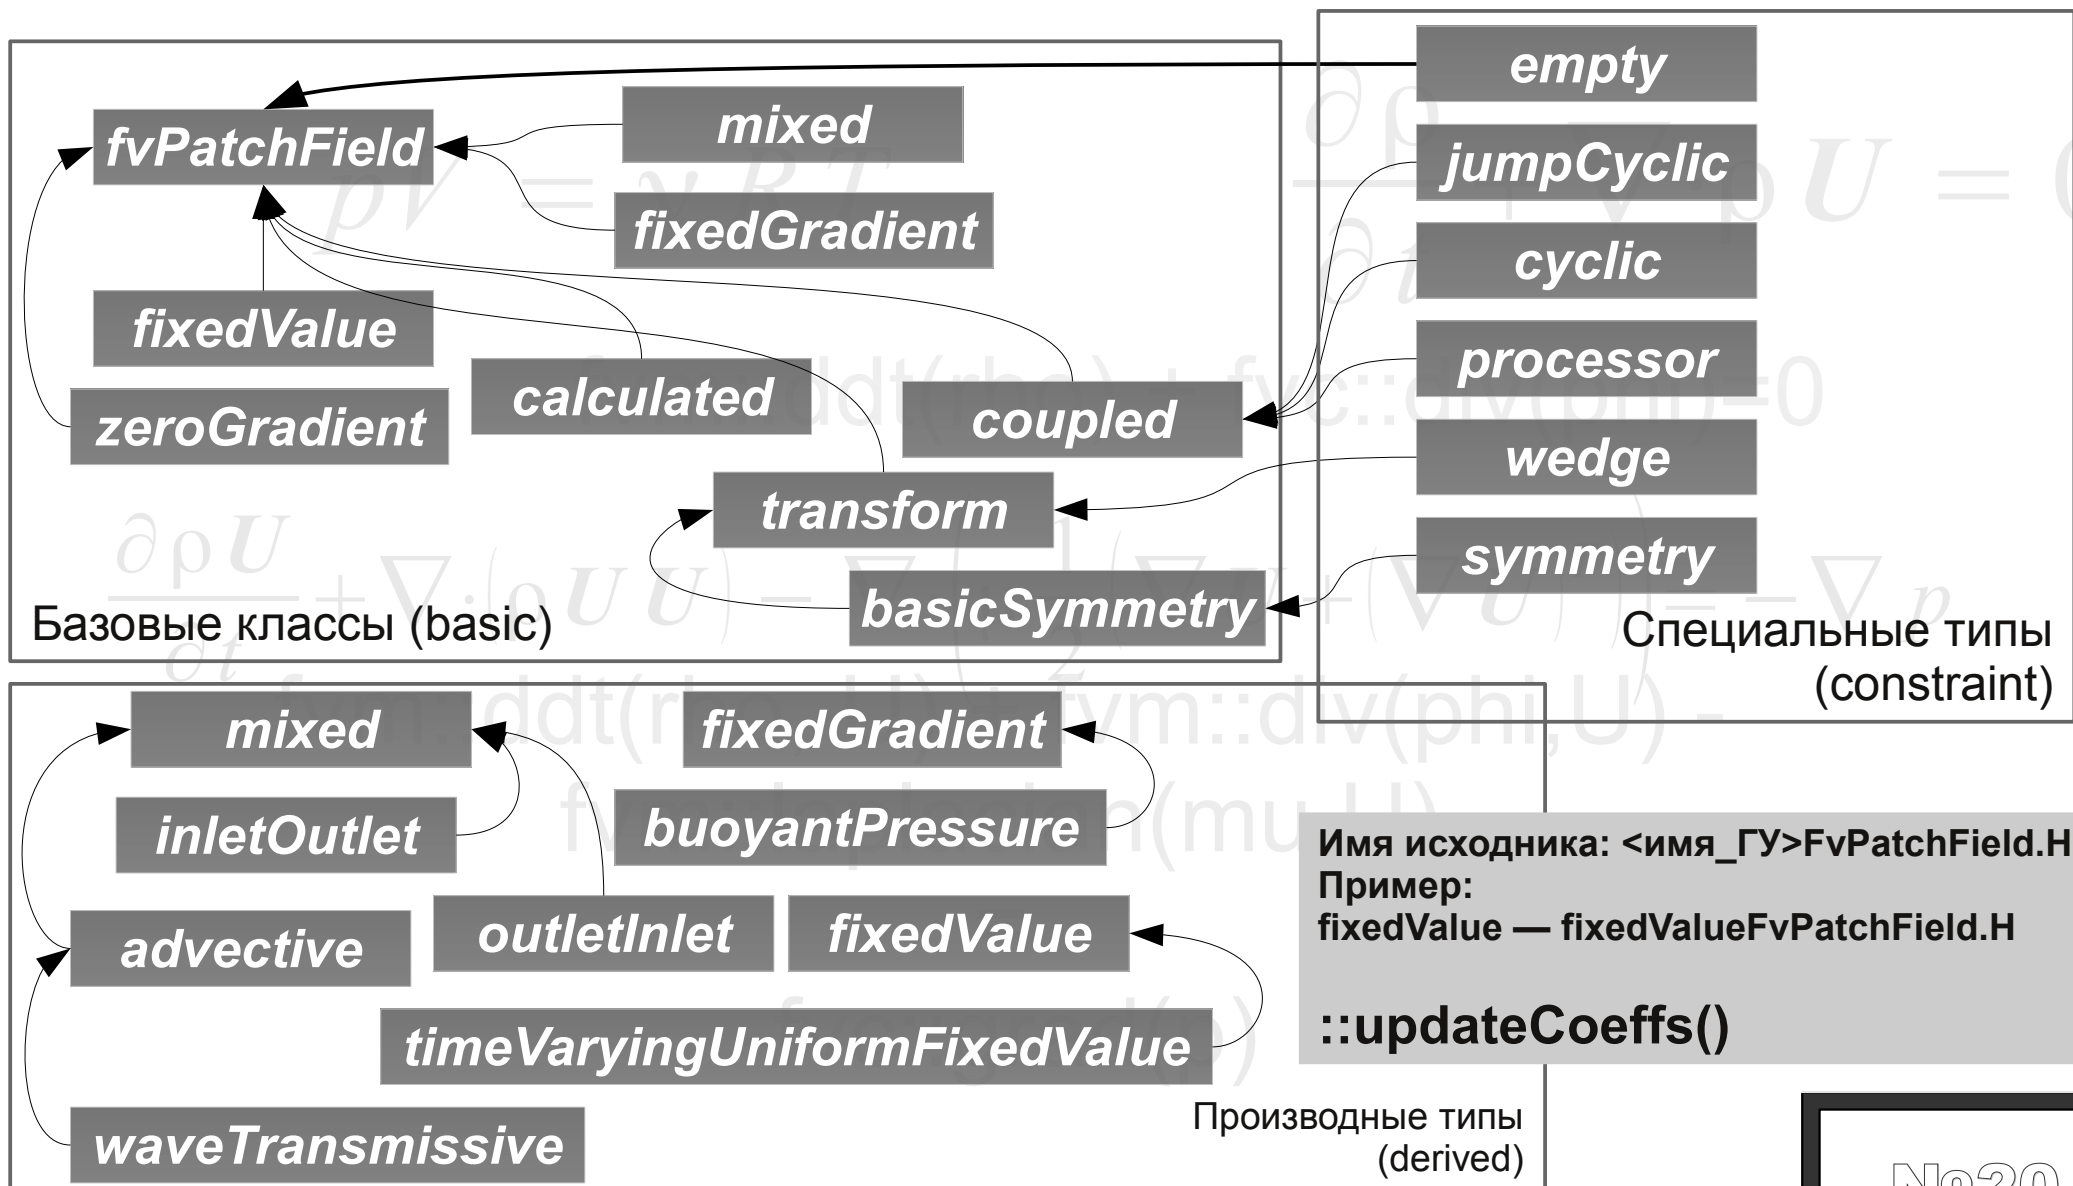 empty
fvPatchField
mixed
jumpCyclic
fixedGradient
cyclic
fixedValue
calculated
processor
zeroGradient
coupled
wedge
transform
symmetry
basicSymmetry
Базовые классы (basic)
Специальные типы
(constraint)
mixed
fixedGradient
inletOutlet
buoyantPressure
advective
outletInlet
fixedValue
timeVaryingUniformFixedValue
waveTransmissive
Производные типы
(derived)
Имя исходника: <имя_ГУ>FvPatchField.H
Пример:
fixedValue — fixedValueFvPatchField.H
::updateCoeffs()
№20